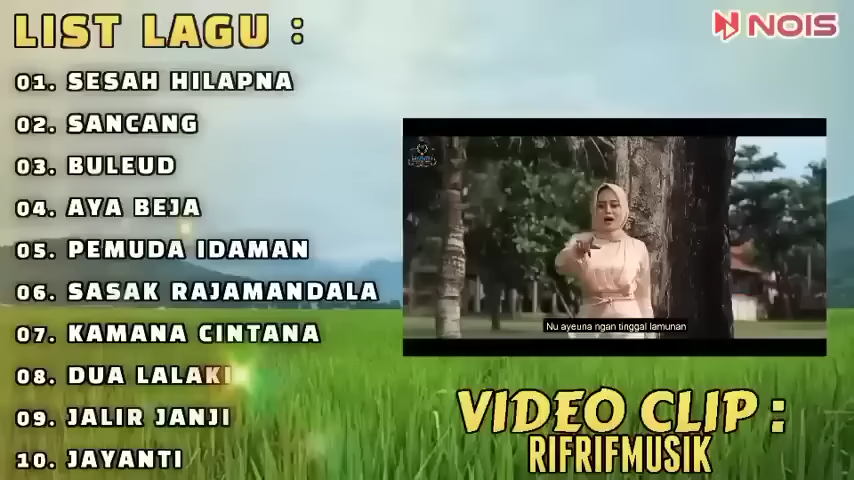 LIST LAGU :
01. SESAH HILAPNA
02. SANCANG
03. BULEUD
04. AYA BEJA
05. PEMUDA IDAMAN
06. SASAK RAJAMANDALA
07. KAMANA CINTANA
08. DUA LALAKI
09. JALIR JANJI
10. JAYANTI
NOIS
Nu ayeuna ngan tinggal lamunan
VIDEO CLIP :
RIFRIFMUSIK